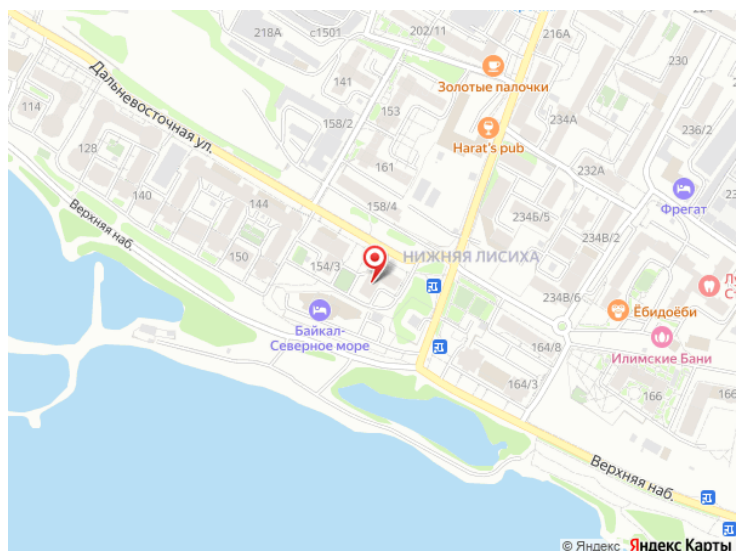 202/11
216А
218А
с1501
230
Золотые палочки
141
114
Дальневосточная ул.
153
234А
158/2
236/2
128
Harat's pub
161
232А
140
144
158/4
234Б/5
Фрегат
Верхняя наб.
234В/2
150
154/3
НИЖНЯЯ ЛИСИХА
234В/6
Ёбидоёби
Байкал-
Северное море
164/8
Илимские Бани
164/3
166
Верхняя наб.
© Яндекс Яндекс Карты